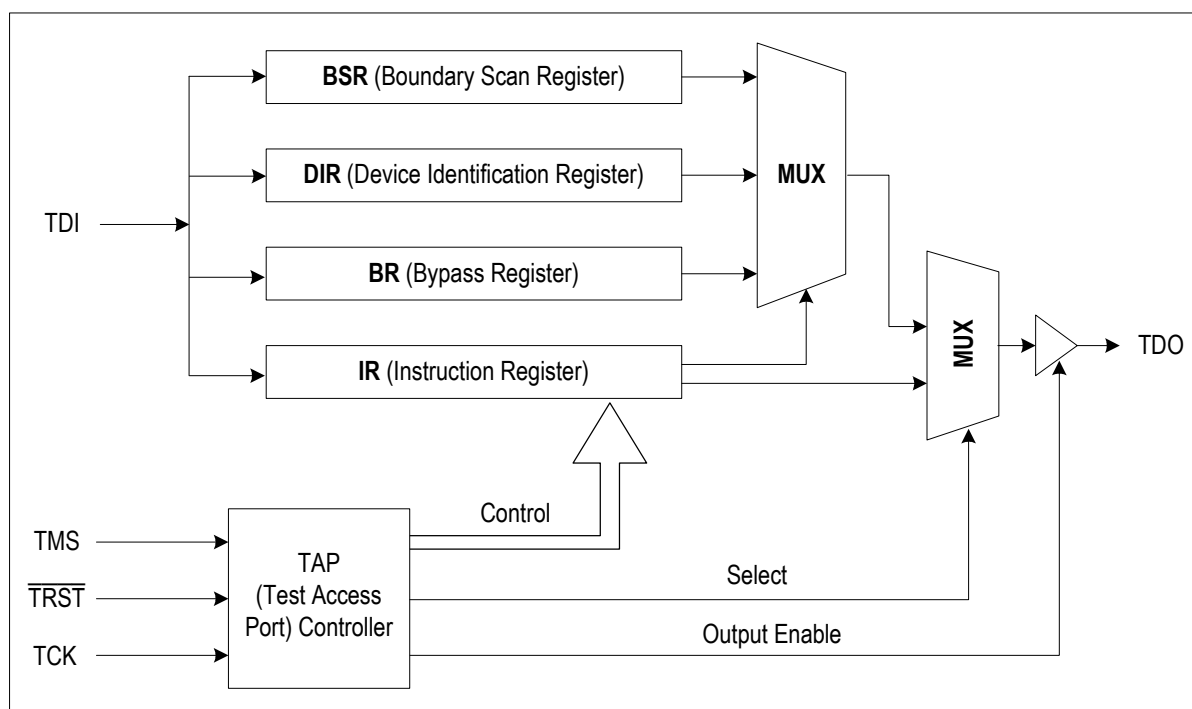 BSR (Boundary Scan Register)
DIR (Device Identification Register)
MUX
TDI
BR (Bypass Register)
IR (Instruction Register)
MUX
TDO
Control
TMS
TRST
TCK
TAP
(Test Access
Port) Controller
Select
Output Enable